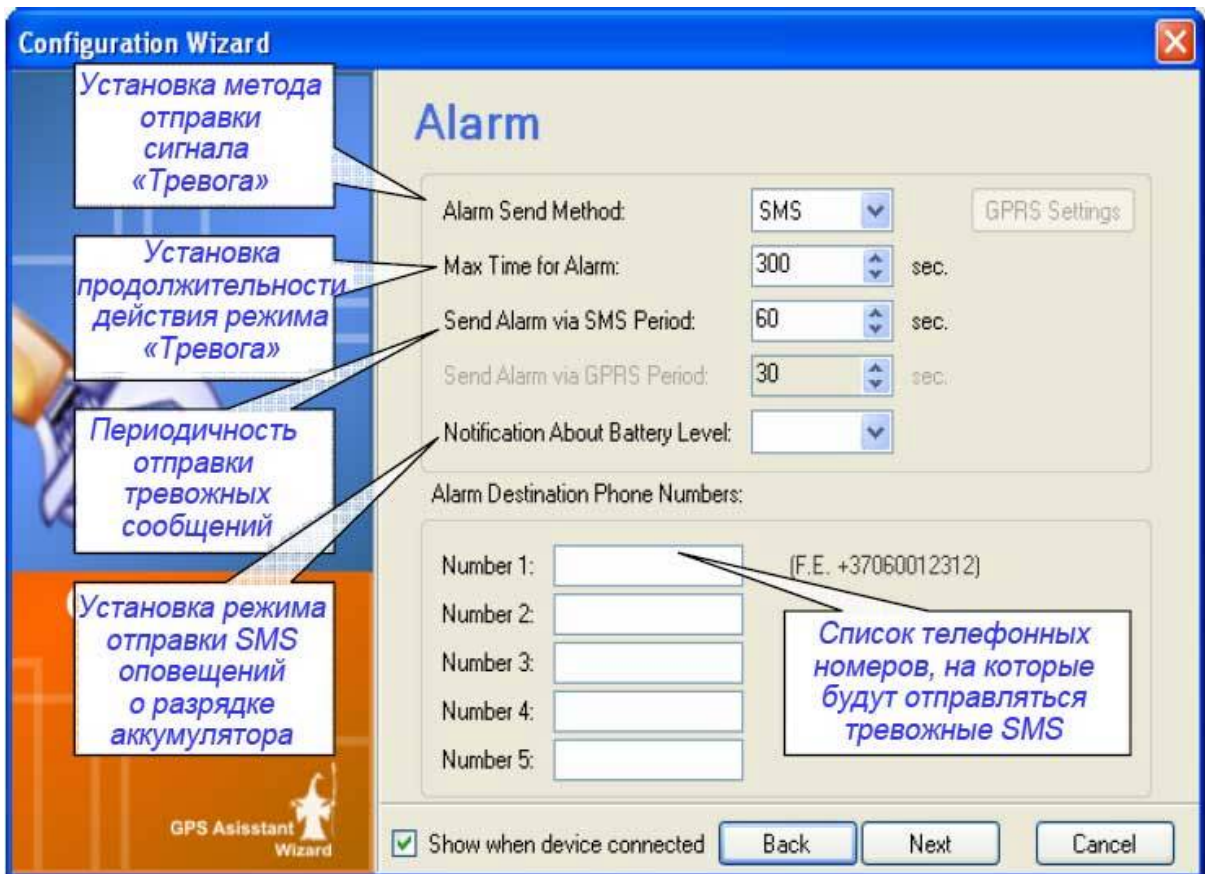 Configuration Wizard
Установка метода
отправки
сигнала
«Тревога»
Установка
продолжительности
действия режима
«Тревога»
Периодичность
отправки
тревожных
сообщений
Установка режима
отправки SMS
оповещений
о разрядке
аккумулятора
GPS Asisstant
Wizard
Alarm
Alarm Send Method: SMS GPRS Settings
Max Time for Alarm: 300 sec.
Send Alarm via SMS Period: 60 sec.
Send Alarm via GPRS Period: 30 sec.
Notification About Battery Level:
Alarm Destination Phone Numbers:
Number 1: (F.E. +37060012312)
Number 2:
Number 3:
Number 4:
Number 5:
Список телефонных
номеров, на которые
будут отправляться
тревожные SMS
Show when device connected Back Next Cancel